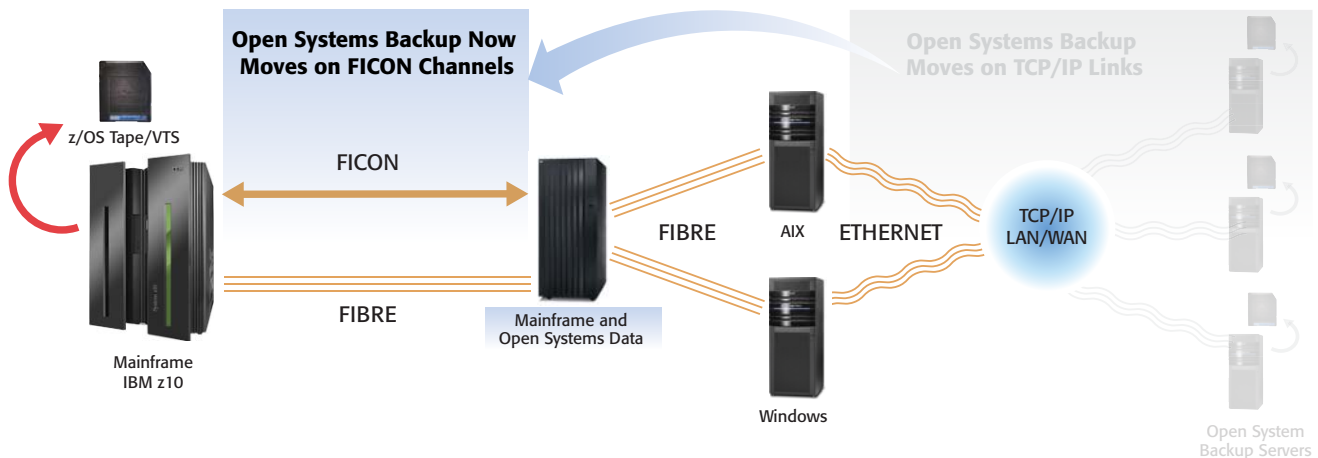 Open Systems Backup Now
Moves on FICON Channels
Open Systems Backup
Moves on TCP/IP Links
z/OS Tape/VTS
FICON
FIBRE
Mainframe
IBM z10
Mainframe and
Open Systems Data
FIBRE
AIX
ETHERNET
TCP/IP
LAN/WAN
Windows
Open System
Backup Servers